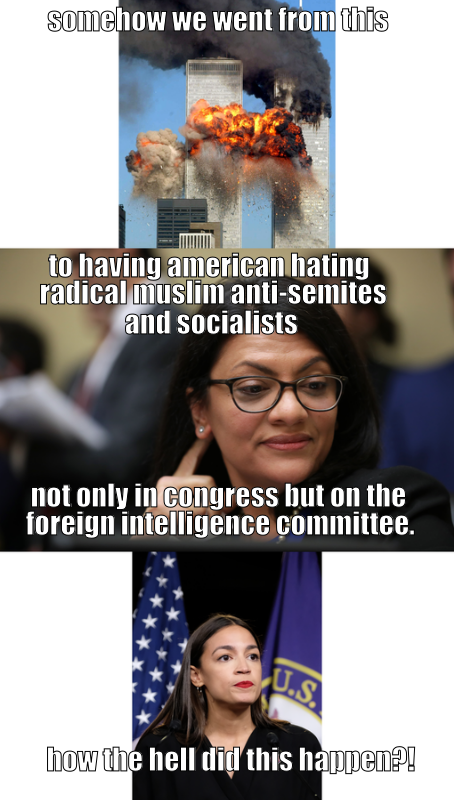 somehow we went from this
to having american hating
radical muslim anti-semites
and socialists
not only in congress but on the
foreign intelligence committee.
U.S.
how the hell did this happen?!